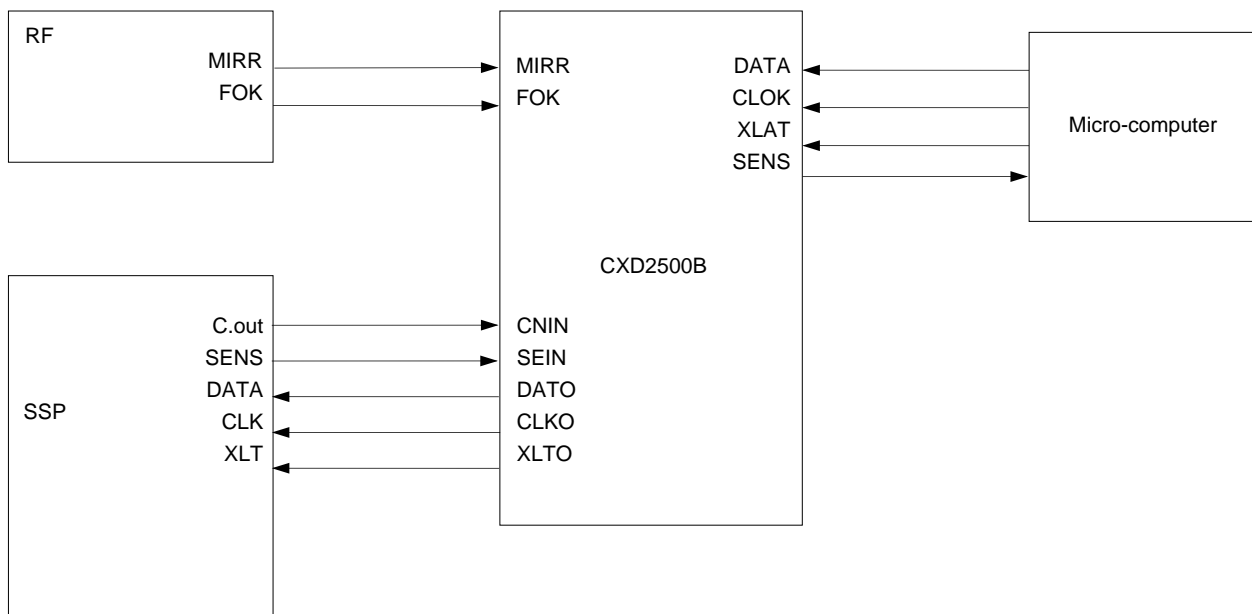 RF
MIRR
FOK
MIRR
FOK
DATA
CLOK
XLAT
SENS
Micro-computer
CXD2500B
SSP
C.out
SENS
DATA
CLK
XLT
CNIN
SEIN
DATO
CLKO
XLTO